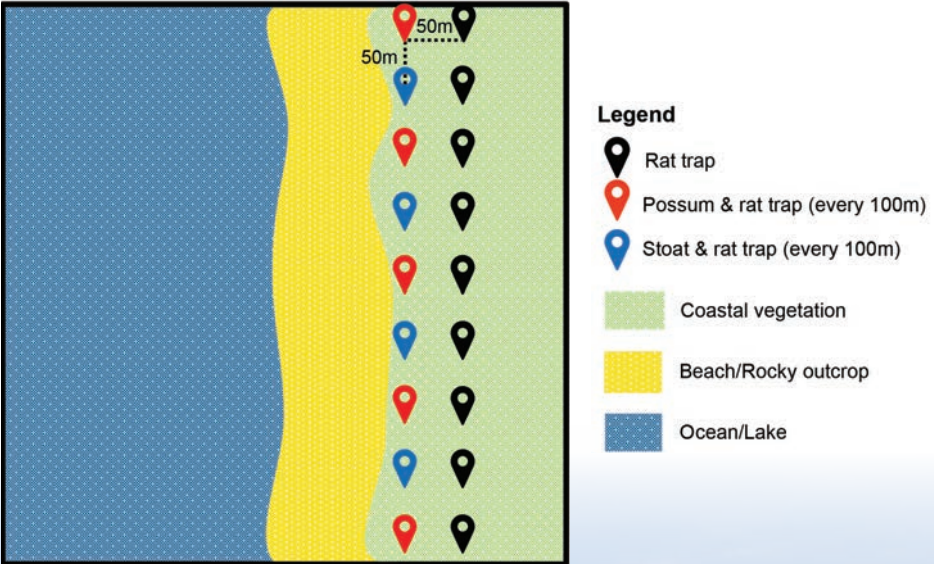 50m
50m
Legend
Rat trap
Possum & rat trap (every 100m)
Stoat & rat trap (every 100m)
Coastal vegetation
Beach/Rocky outcrop
Ocean/Lake